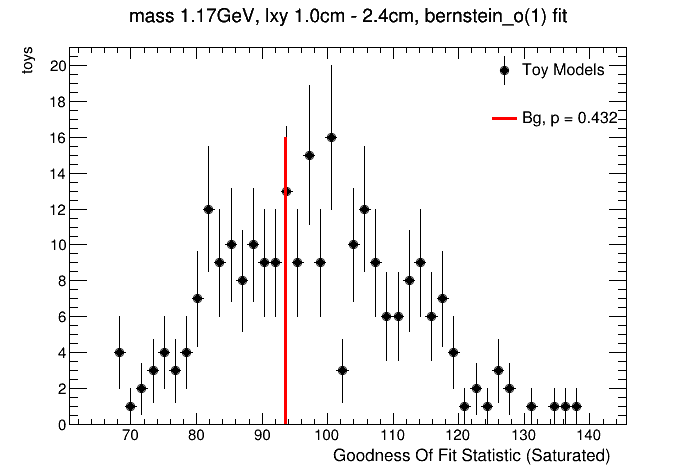 mass 1.17GeV, lxy 1.0cm - 2.4cm, bernstein_o(1) fit
toys
20
18
16
14
12
10
8
6
4
2
0
Toy Models
Bg, p = 0.432
70 80 90 100 110 120 130 140
Goodness Of Fit Statistic (Saturated)